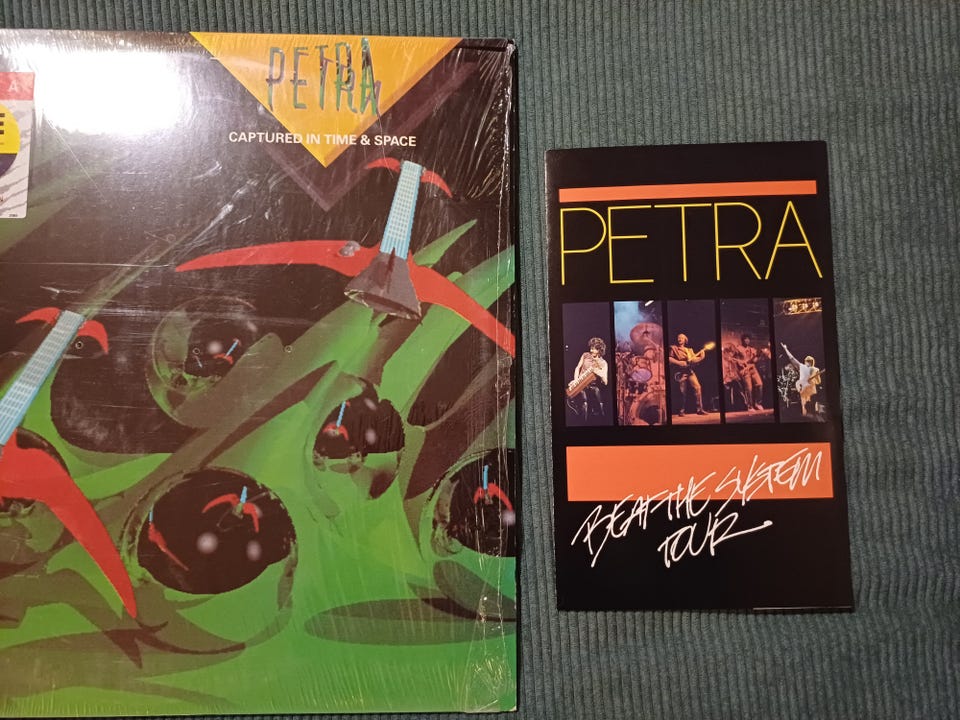 PETRA
CAPTURED IN TIME & SPACE
PETRA
BEAT THE SYSTEM
TOUR